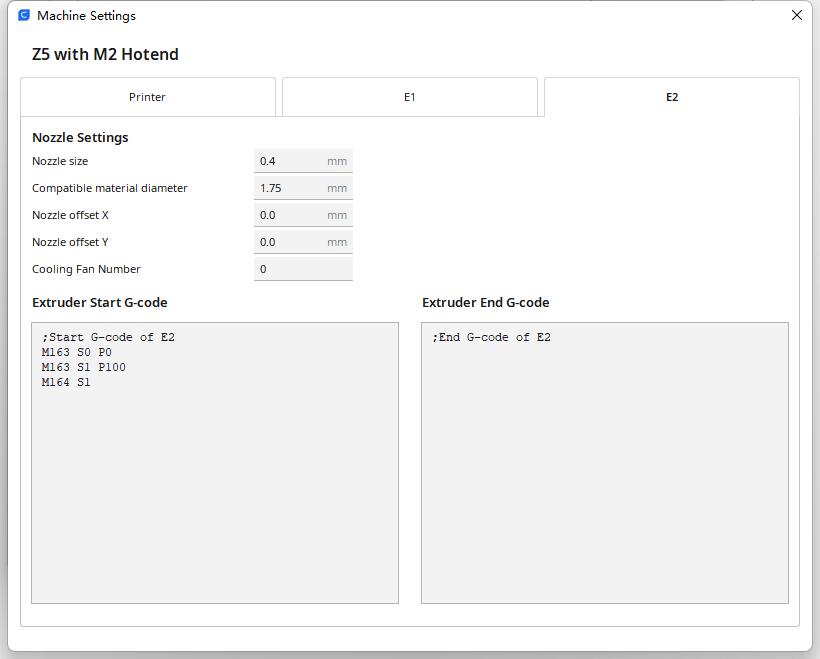 Machine Settings
Z5 with M2 Hotend
Printer
E1
E2
Nozzle Settings
Nozzle size 0.4 mm
Compatible material diameter 1.75 mm
Nozzle offset X 0.0 mm
Nozzle offset Y 0.0 mm
Cooling Fan Number 0
Extruder Start G-code
;Start G-code of E2
M163 S0 P0
M163 S1 P100
M164 S1
Extruder End G-code
;End G-code of E2